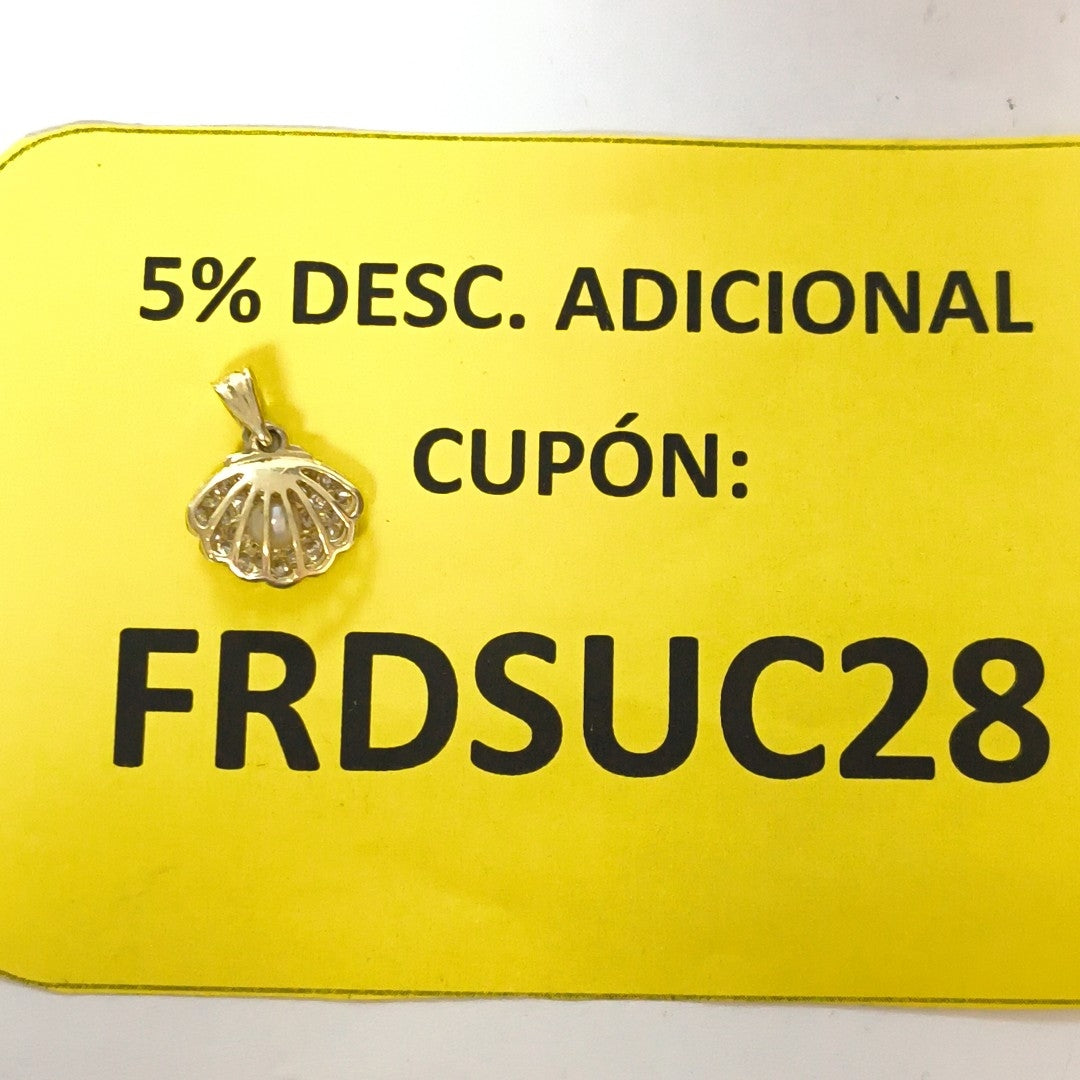 5% DESC. ADICIONAL
CUPÓN:
FRDSUC28